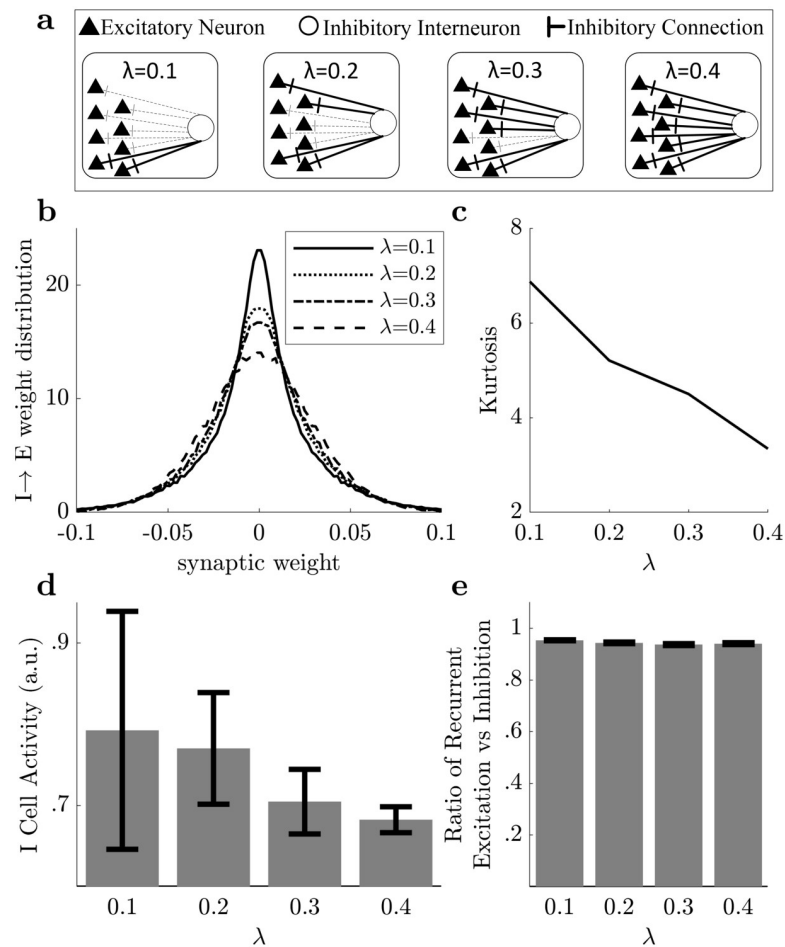 a
Excitatory Neuron Inhibitory Interneuron Inhibitory Connection
λ=0.1 λ=0.2 λ=0.3 λ=0.4
b
I→ E weight distribution
20
10
0
-0.1 -0.05 0 0.05 0.1
synaptic weight
λ=0.1
λ=0.2
λ=0.3
λ=0.4
c
Kurtosis
8
6
4
2
0.1 0.2 0.3 0.4
λ
d
I Cell Activity (a.u.)
.9
.7
0.1 0.2 0.3 0.4
λ
e
Ratio of Recurrent
Excitation vs Inhibition
1
.8
.6
.4
.2
0.1 0.2 0.3 0.4
λ